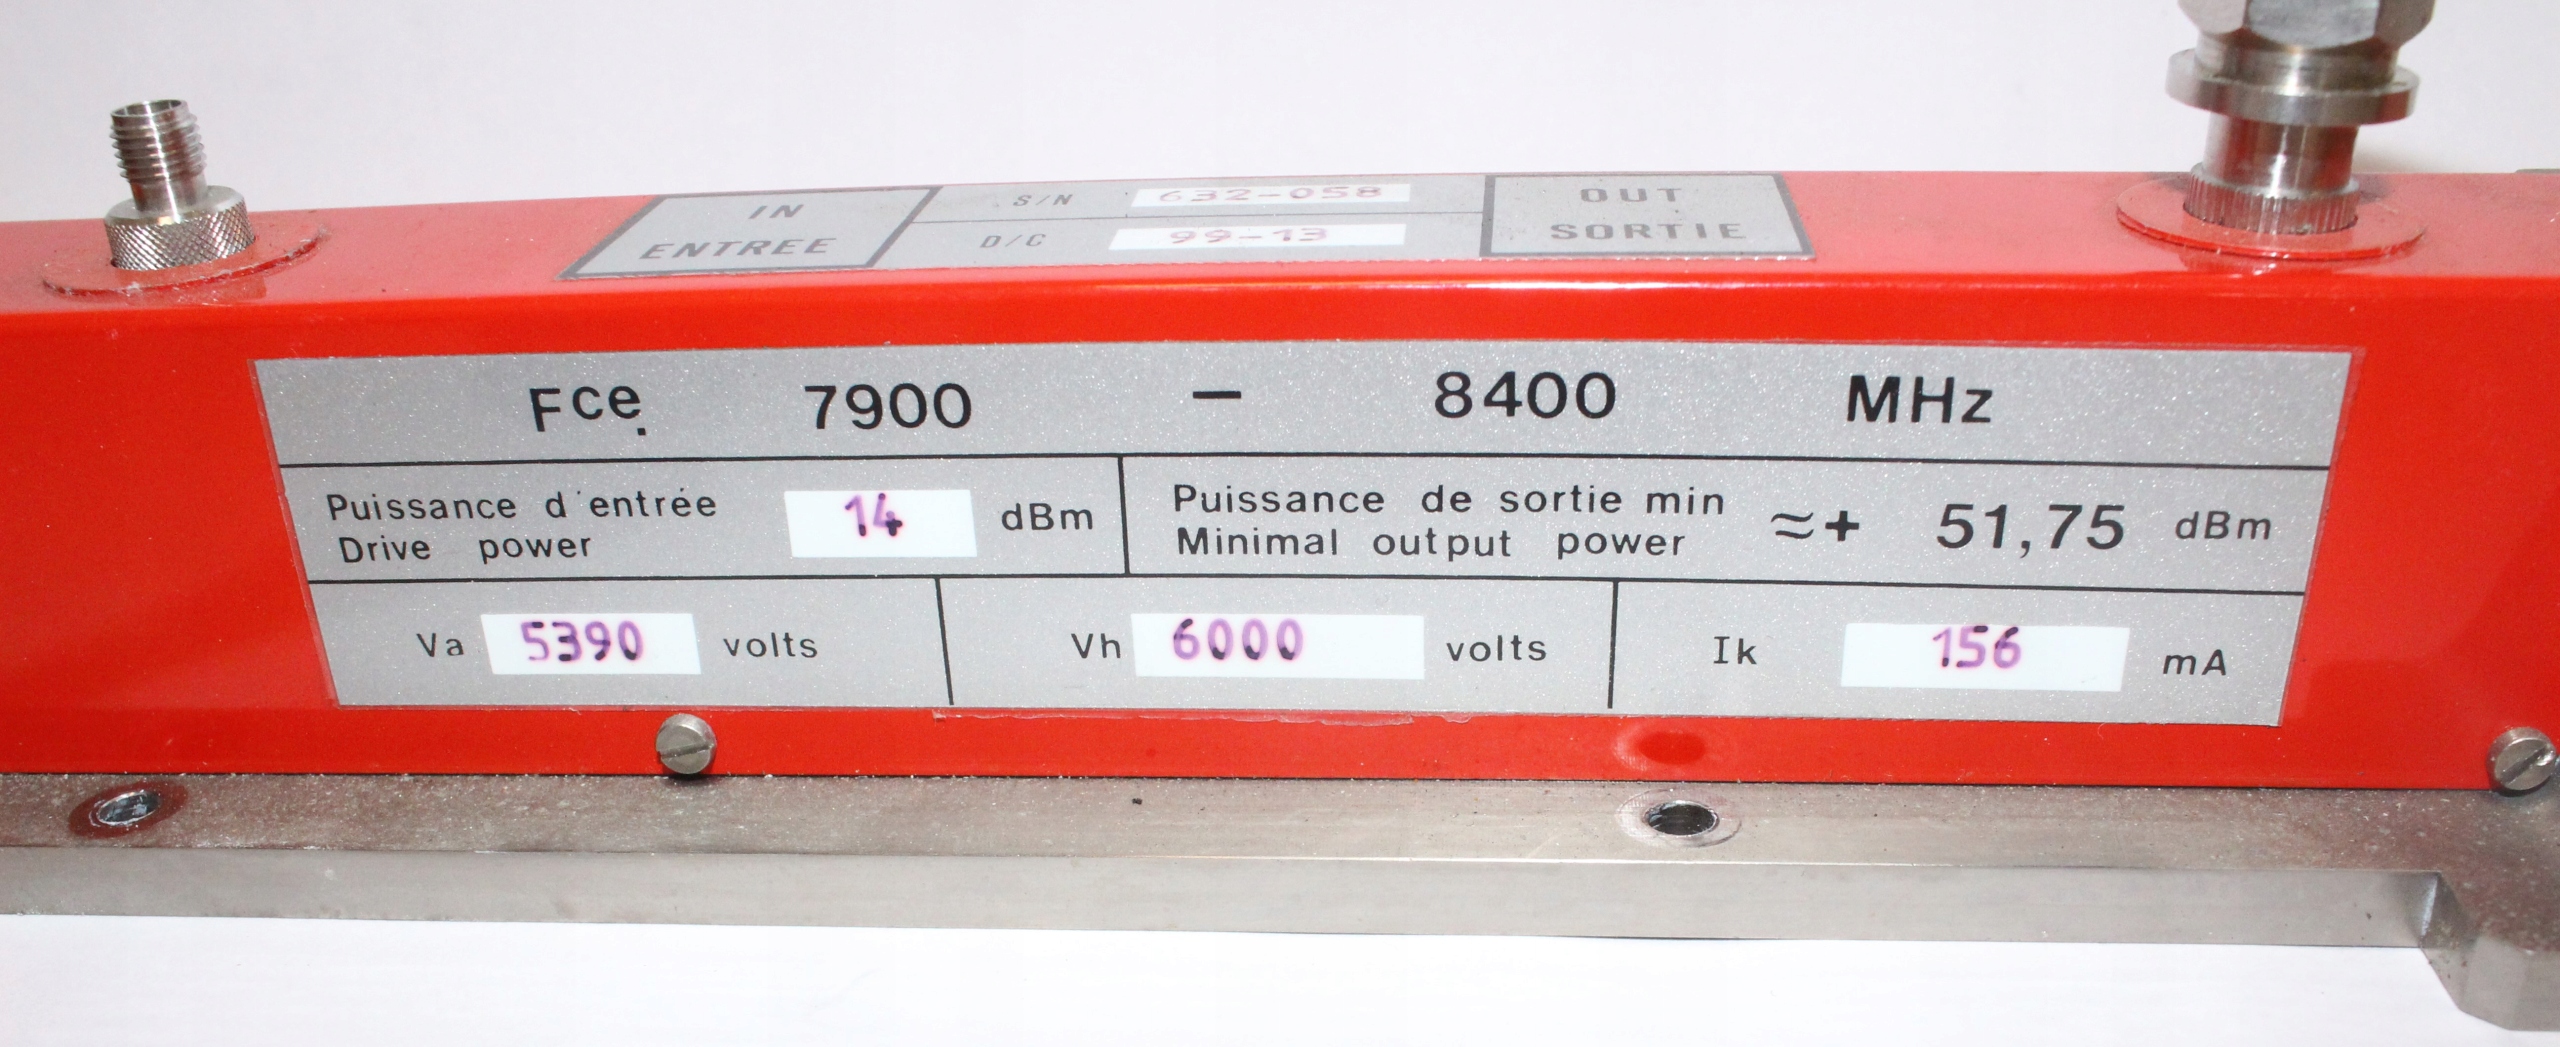 IN
ENTREE
S/N 632-058
D/C 99-13
OUT
SORTIE
Fce. 7900 – 8400 MHz
Puissance d'entrée
Drive power
14 dBm
Puissance de sortie min
Minimal output power
≈+ 51,75 dBm
Va 5390 volts
Vh 6000 volts
Ik 156 mA